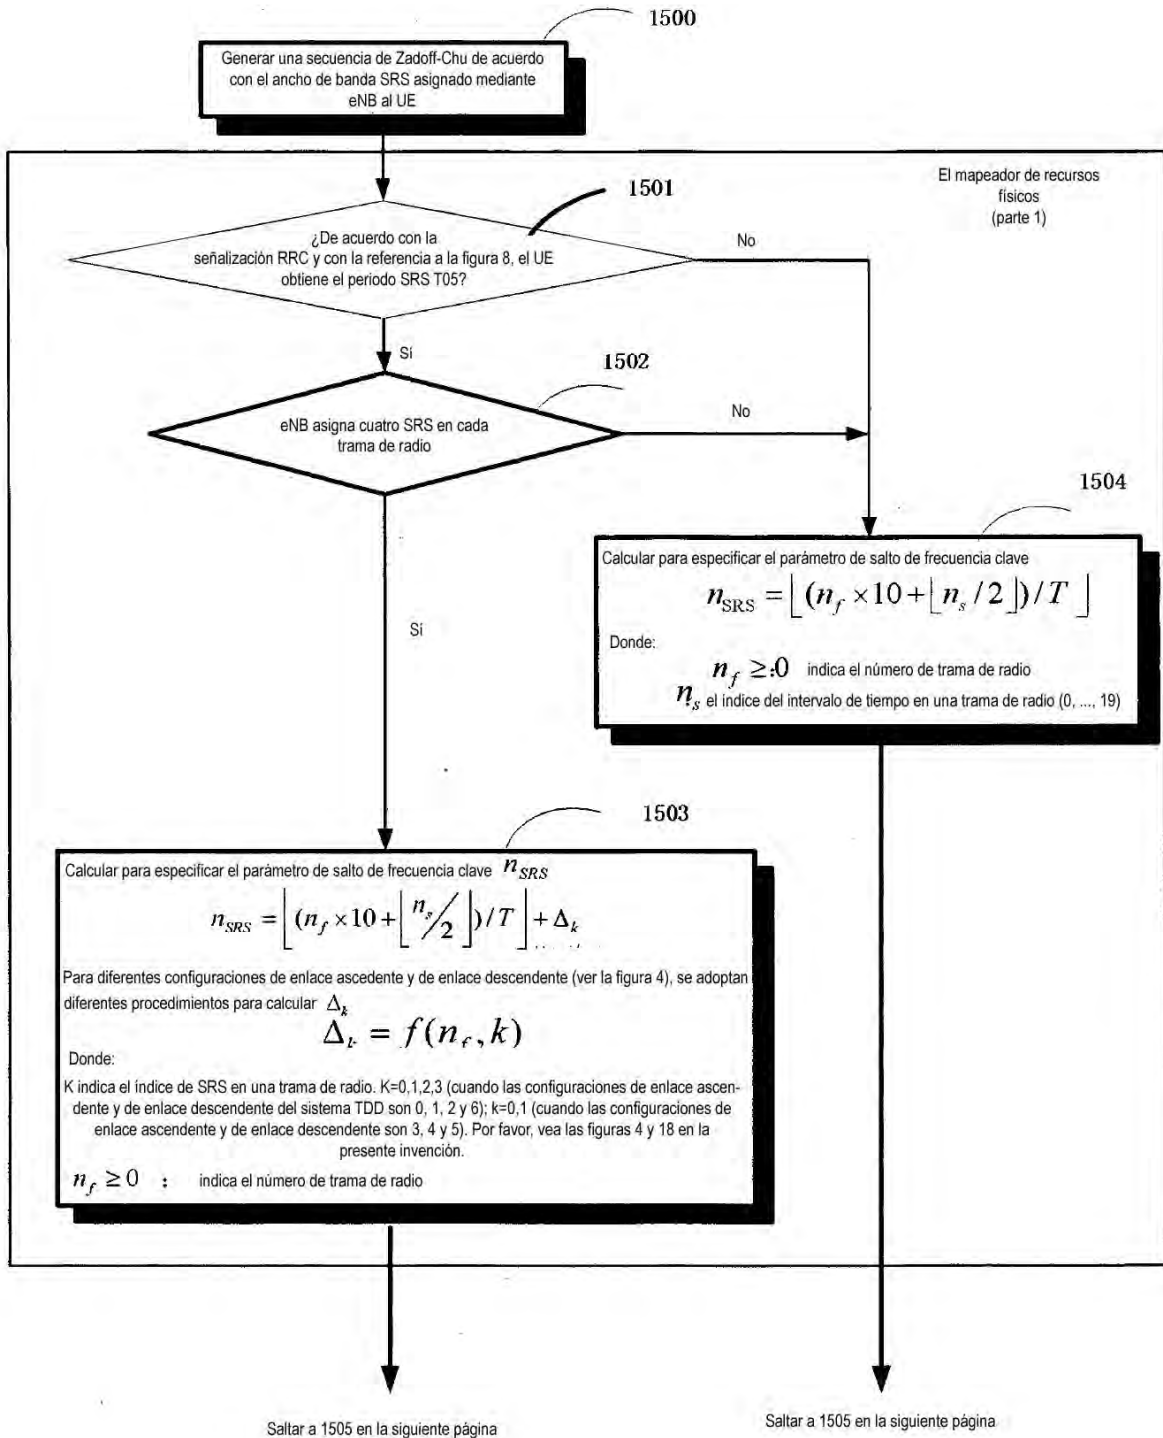 1500
Generar una secuencia de Zadoff-Chu de acuerdo
con el ancho de banda SRS asignado mediante
eNB al UE
El mapeador de recursos
físicos
(parte 1)
1501
¿De acuerdo con la
señalización RRC y con la referencia a la figura 8, el UE
obtiene el periodo SRS T05?
No
Sí
1502
eNB asigna cuatro SRS en cada
trama de radio
No
Sí
1504
Calcular para especificar el parámetro de salto de frecuencia clave
n_SRS = ⌊(n_f × 10 + ⌊n_s / 2⌋) / T⌋
Donde:
n_f ≥ :0 indica el número de trama de radio
n_s el indice del intervalo de tiempo en una trama de radio (0, ..., 19)
1503
Calcular para especificar el parámetro de salto de frecuencia clave n_SRS
n_SRS = ⌊(n_f × 10 + ⌊n_s/2⌋) / T⌋ + Δ_k
Para diferentes configuraciones de enlace ascedente y de enlace descendente (ver la figura 4), se adoptan
diferentes procedimientos para calcular Δ_k
Δ_k = f(n_f, k)
Donde:
K indica el índice de SRS en una trama de radio. K=0,1,2,3 (cuando las configuraciones de enlace ascen-
dente y de enlace descendente del sistema TDD son 0, 1, 2 y 6); k=0,1 (cuando las configuraciones de
enlace ascendente y de enlace descendente son 3, 4 y 5). Por favor, vea las figuras 4 y 18 en la
presente invención.
n_f ≥ 0 : indica el número de trama de radio
Saltar a 1505 en la siguiente página
Saltar a 1505 en la siguiente página